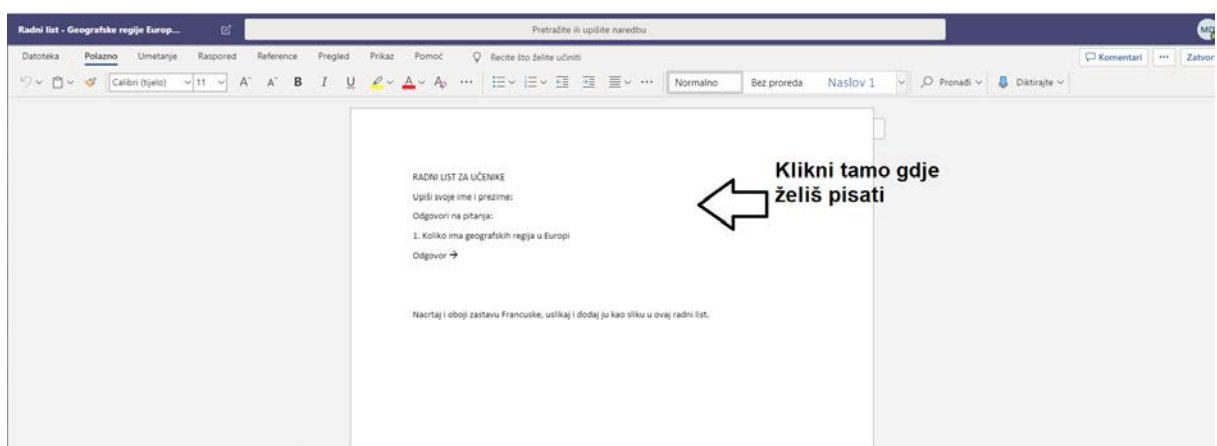 Radni list - Geografske regije Europ...
Pretražite ili upišite naredbu
MD
Datoteka Polazno Umetanje Raspored Reference Pregled Prikaz Pomoć Recite što želite učiniti Komentari ... Zatvori
Calibri (tijelo) 11 A A B I U A A ... ... Normalno Bez proreda Naslov 1 Pronađi Diktirajte
RADNI LIST ZA UČENIKE
Upiši svoje ime i prezime:
Odgovori na pitanja:
1. Koliko ima geografskih regija u Europi
Odgovor →
Nacrtaj i oboji zastavu Francuske, uslikaj i dodaj ju kao sliku u ovaj radni list.
Klikni tamo gdje
želiš pisati